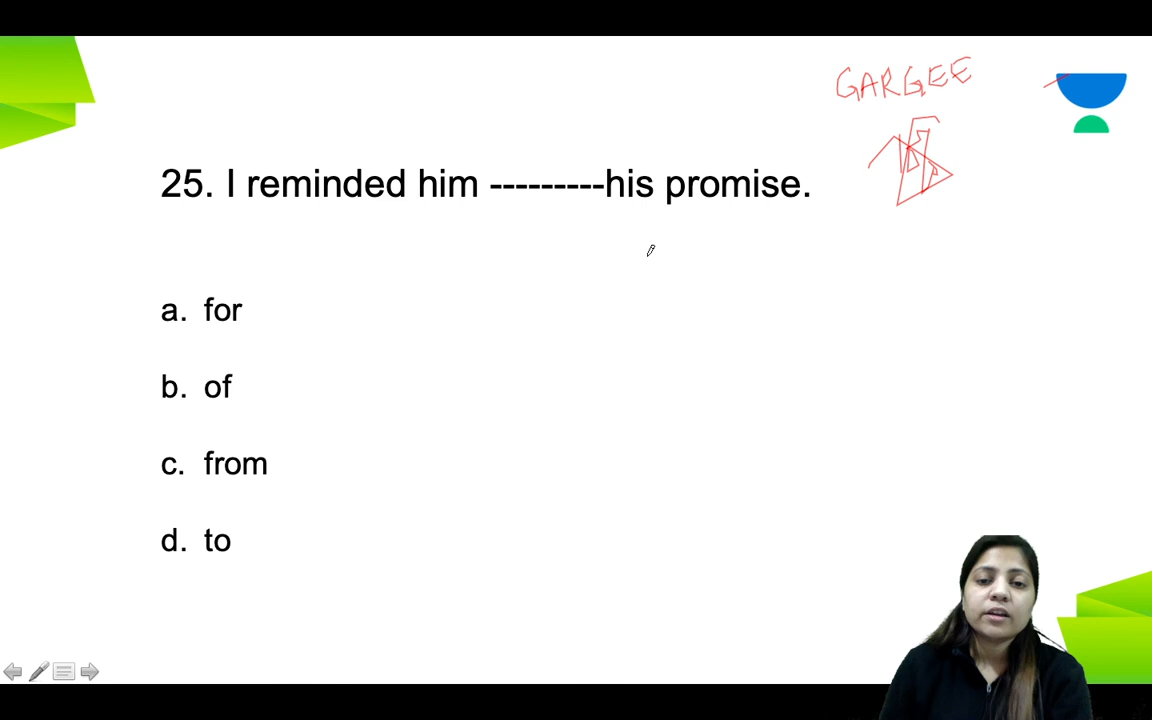 GARGEE
25. I reminded him ---------his promise.
a. for
b. of
c. from
d. to